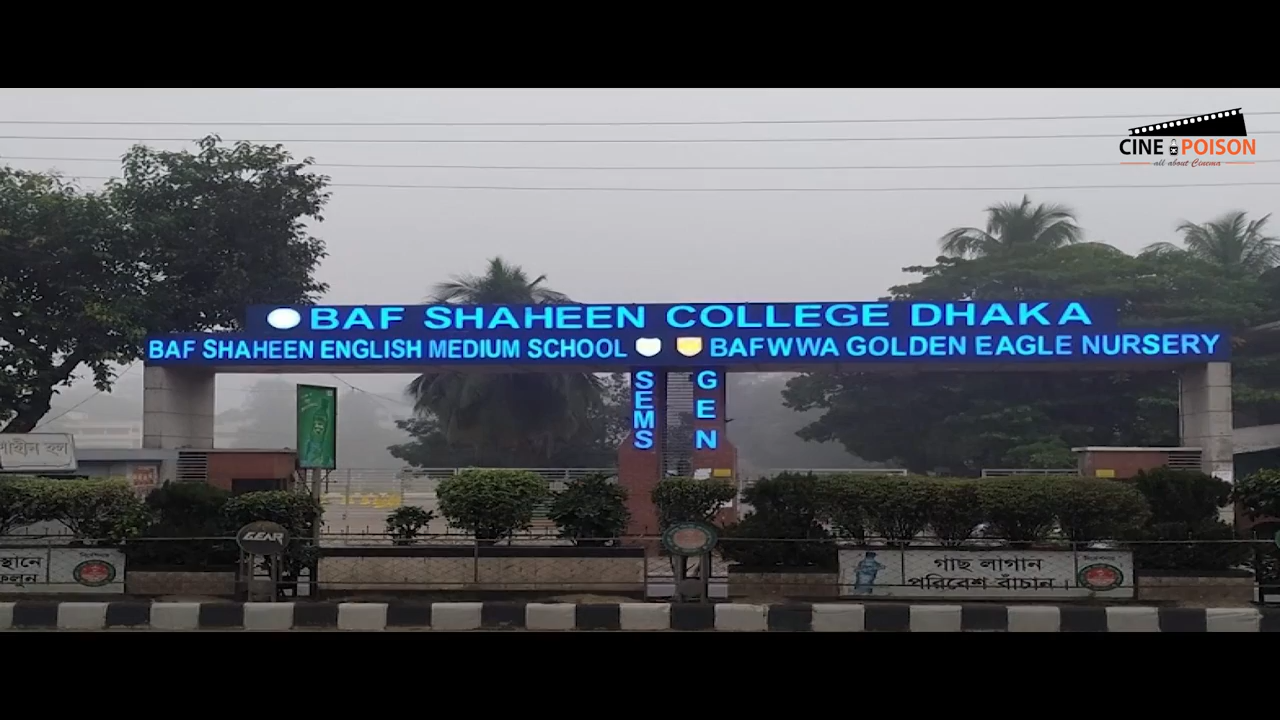 CINE POISON
all about Cinema
BAF SHAHEEN COLLEGE DHAKA
BAF SHAHEEN ENGLISH MEDIUM SCHOOL BAFWWA GOLDEN EAGLE NURSERY
SEMS
GEN
GEAR
গাছ লাগান
পরিবেশ বাঁচান।